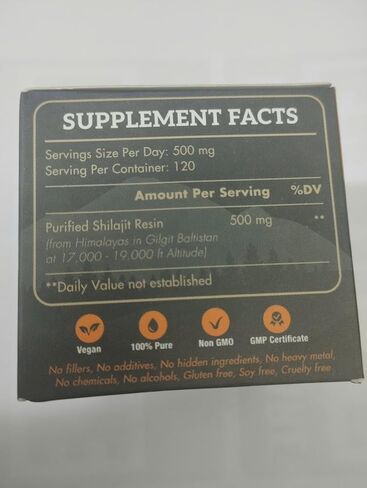 SUPPLEMENT FACTS
Servings Size Per Day: 500 mg
Serving Per Container: 120
Amount Per Serving %DV
Purified Shilajit Resin 500 mg **
(from Himalayas in Gilgit Baltistan
at 17,000 - 19,000 ft Altitude)
**Daily Value not established
Vegan 100% Pure Non GMO GMP Certificate
No fillers, No additives, No hidden ingredients, No heavy metal,
No chemicals, No alcohols, Gluten free, Soy free, Cruelty free